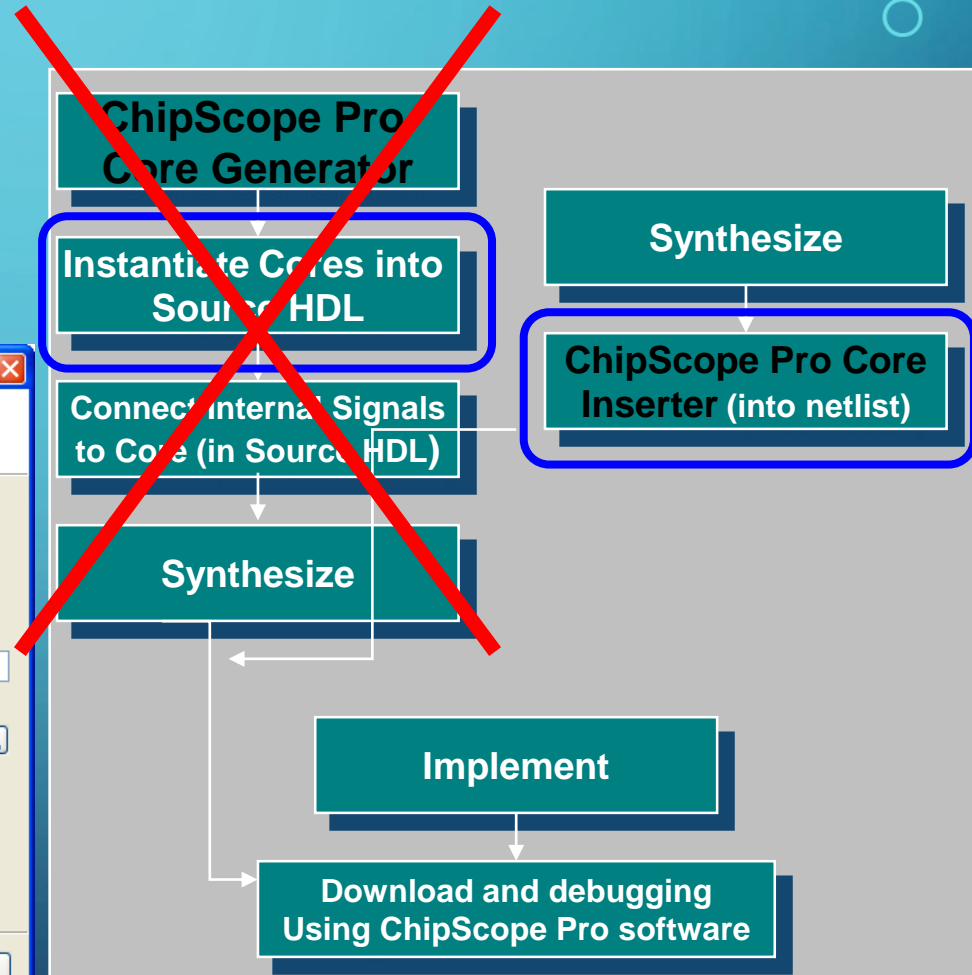 ChipScope Pro
Core Generator
Instantiate Cores into
Source HDL
Connect Internal Signals
to Core (in Source HDL)
Synthesize
Synthesize
ChipScope Pro Core
Inserter (into netlist)
Implement
Download and debugging
Using ChipScope Pro software